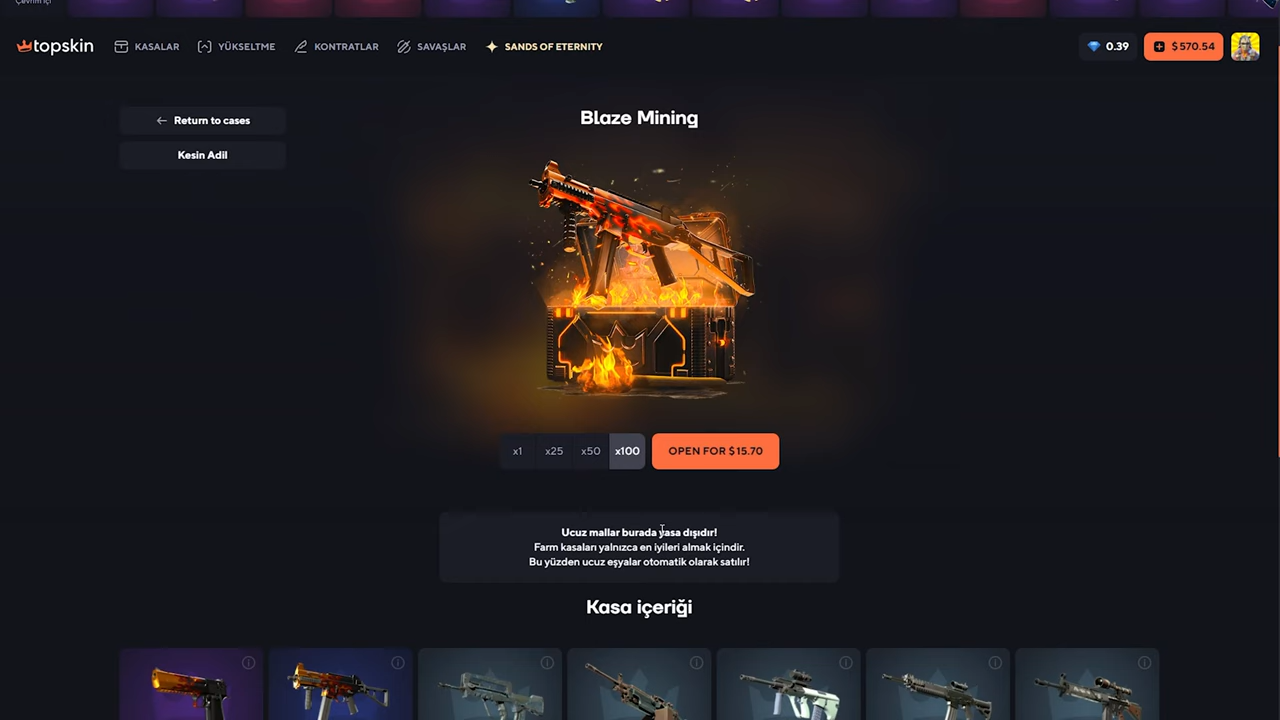 Çevrim içi
topskin
KASALAR
YÜKSELTME
KONTRATLAR
SAVAŞLAR
SANDS OF ETERNITY
0.39
$ 570.54
Return to cases
Kesin Adil
Blaze Mining
x1
x25
x50
x100
OPEN FOR $ 15.70
Ucuz mallar burada yasa dışıdır!
Farm kasaları yalnızca en iyileri almak içindir.
Bu yüzden ucuz eşyalar otomatik olarak satılır!
Kasa içeriği